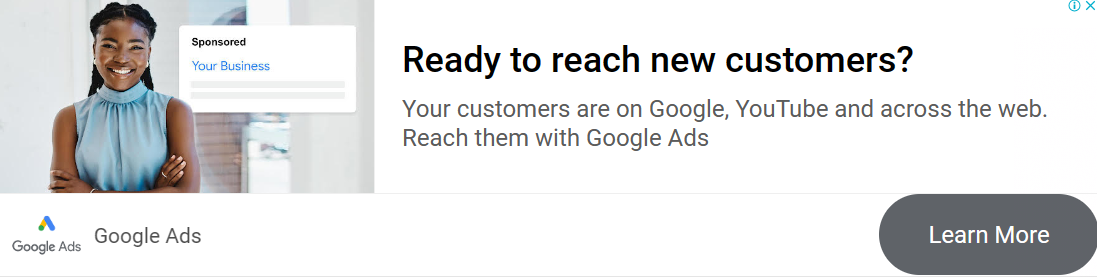 Sponsored
Your Business
Ready to reach new customers?
Your customers are on Google, YouTube and across the web.
Reach them with Google Ads
Google Ads
Google Ads
Learn More